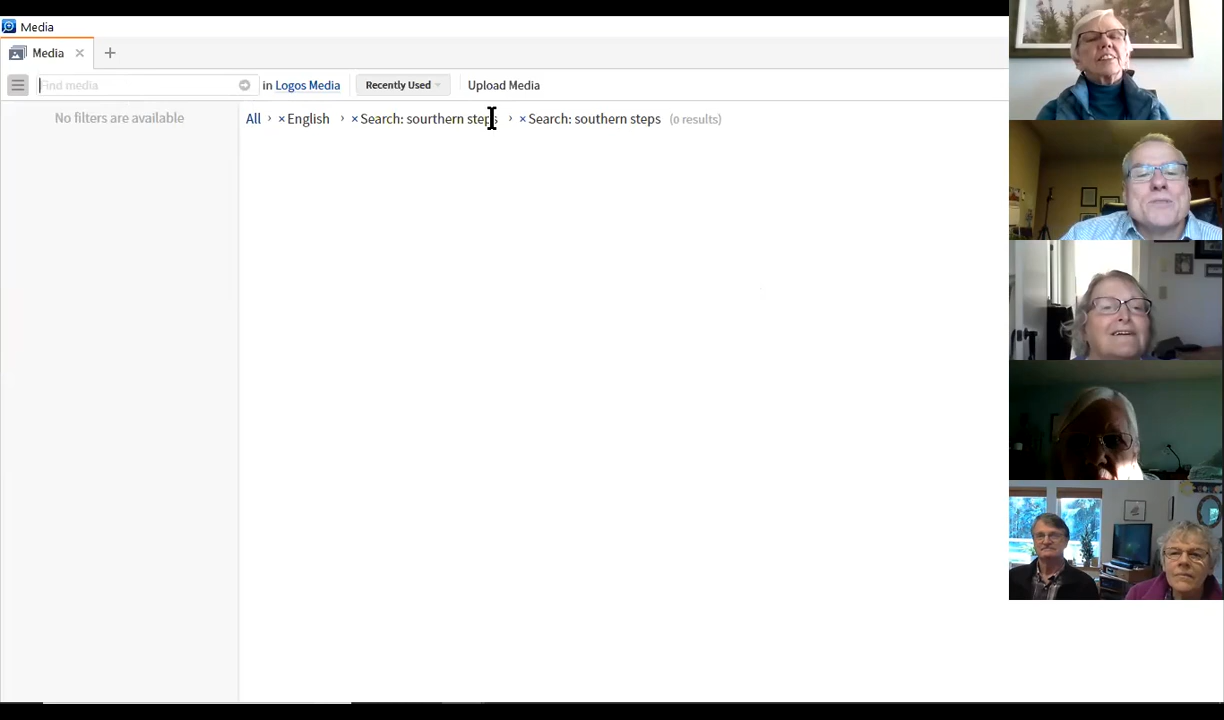 Media
Media × +
Find media in Logos Media Recently Used Upload Media
No filters are available
All › × English › × Search: sourthern steps › × Search: southern steps (0 results)